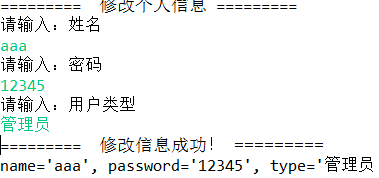 ========= 修改个人信息 =========
请输入：姓名
aaa
请输入：密码
12345
请输入：用户类型
管理员
========= 修改信息成功！ =========
name='aaa', password='12345', type='管理员